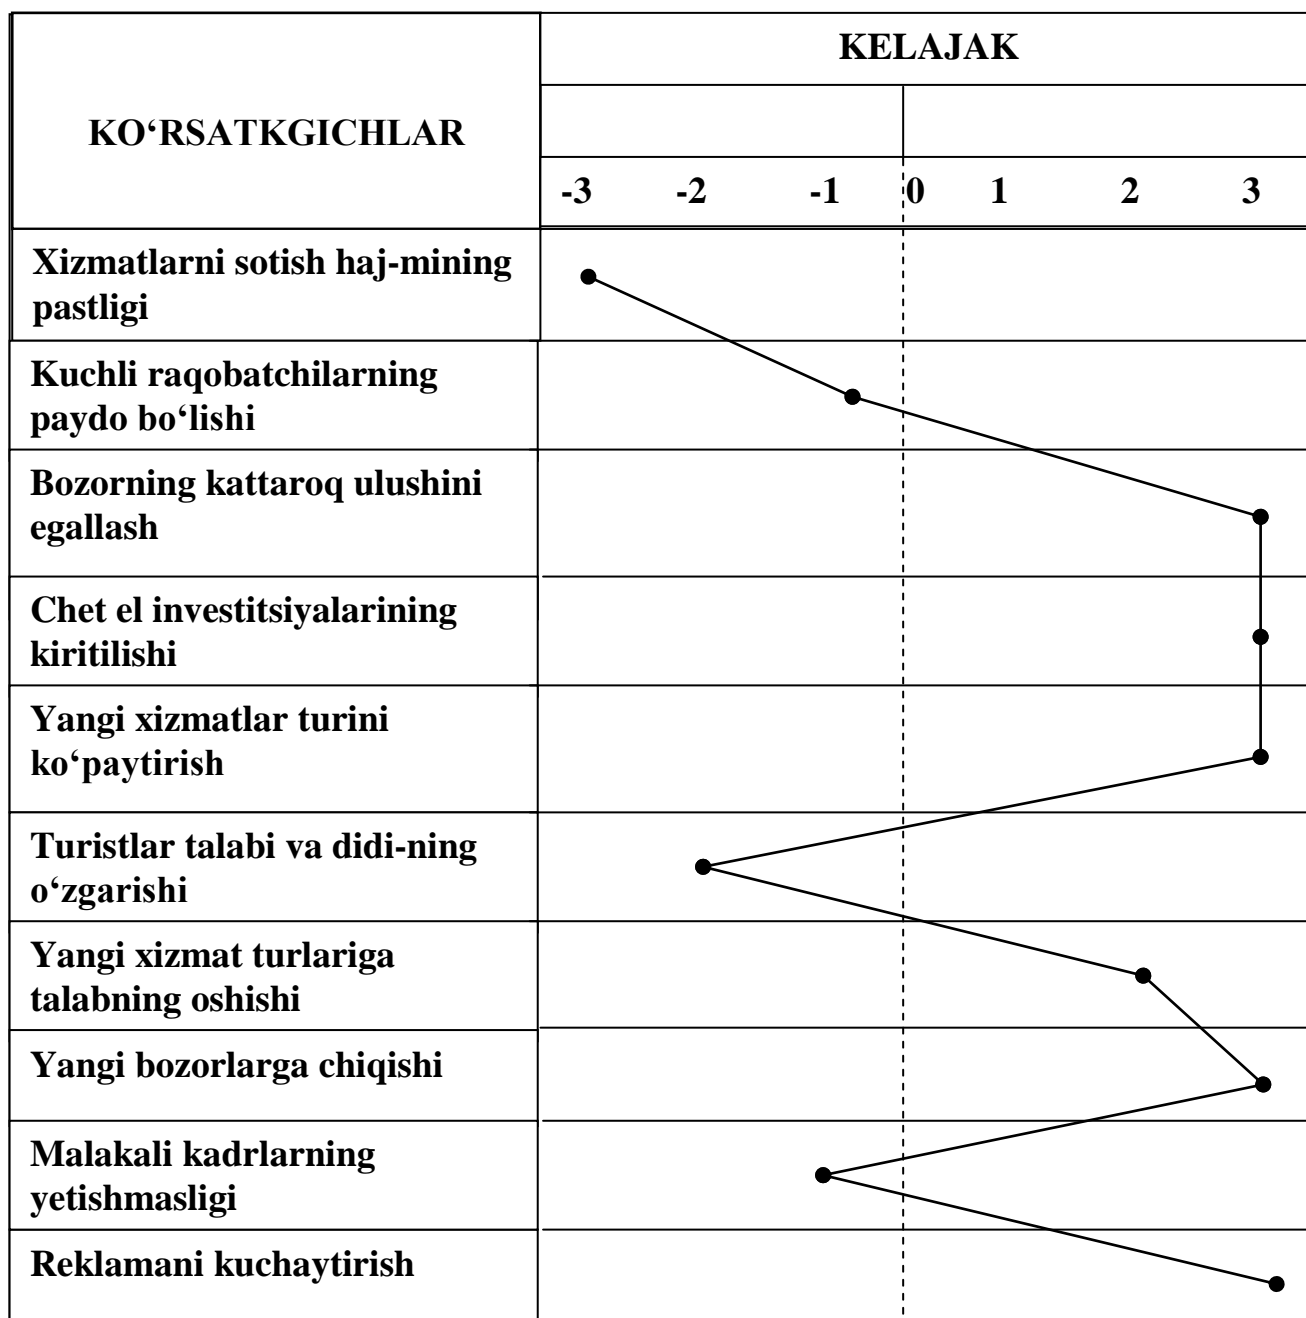 KELAJAK
KO‘RSATKGICHLAR
-3 -2 -1 0 1 2 3
Xizmatlarni sotish haj-mining
pastligi
Kuchli raqobatchilarning
paydo bo‘lishi
Bozorning kattaroq ulushini
egallash
Chet el investitsiyalarining
kiritilishi
Yangi xizmatlar turini
ko‘paytirish
Turistlar talabi va didi-ning
o‘zgarishi
Yangi xizmat turlariga
talabning oshishi
Yangi bozorlarga chiqishi
Malakali kadrlarning
yetishmasligi
Reklamani kuchaytirish